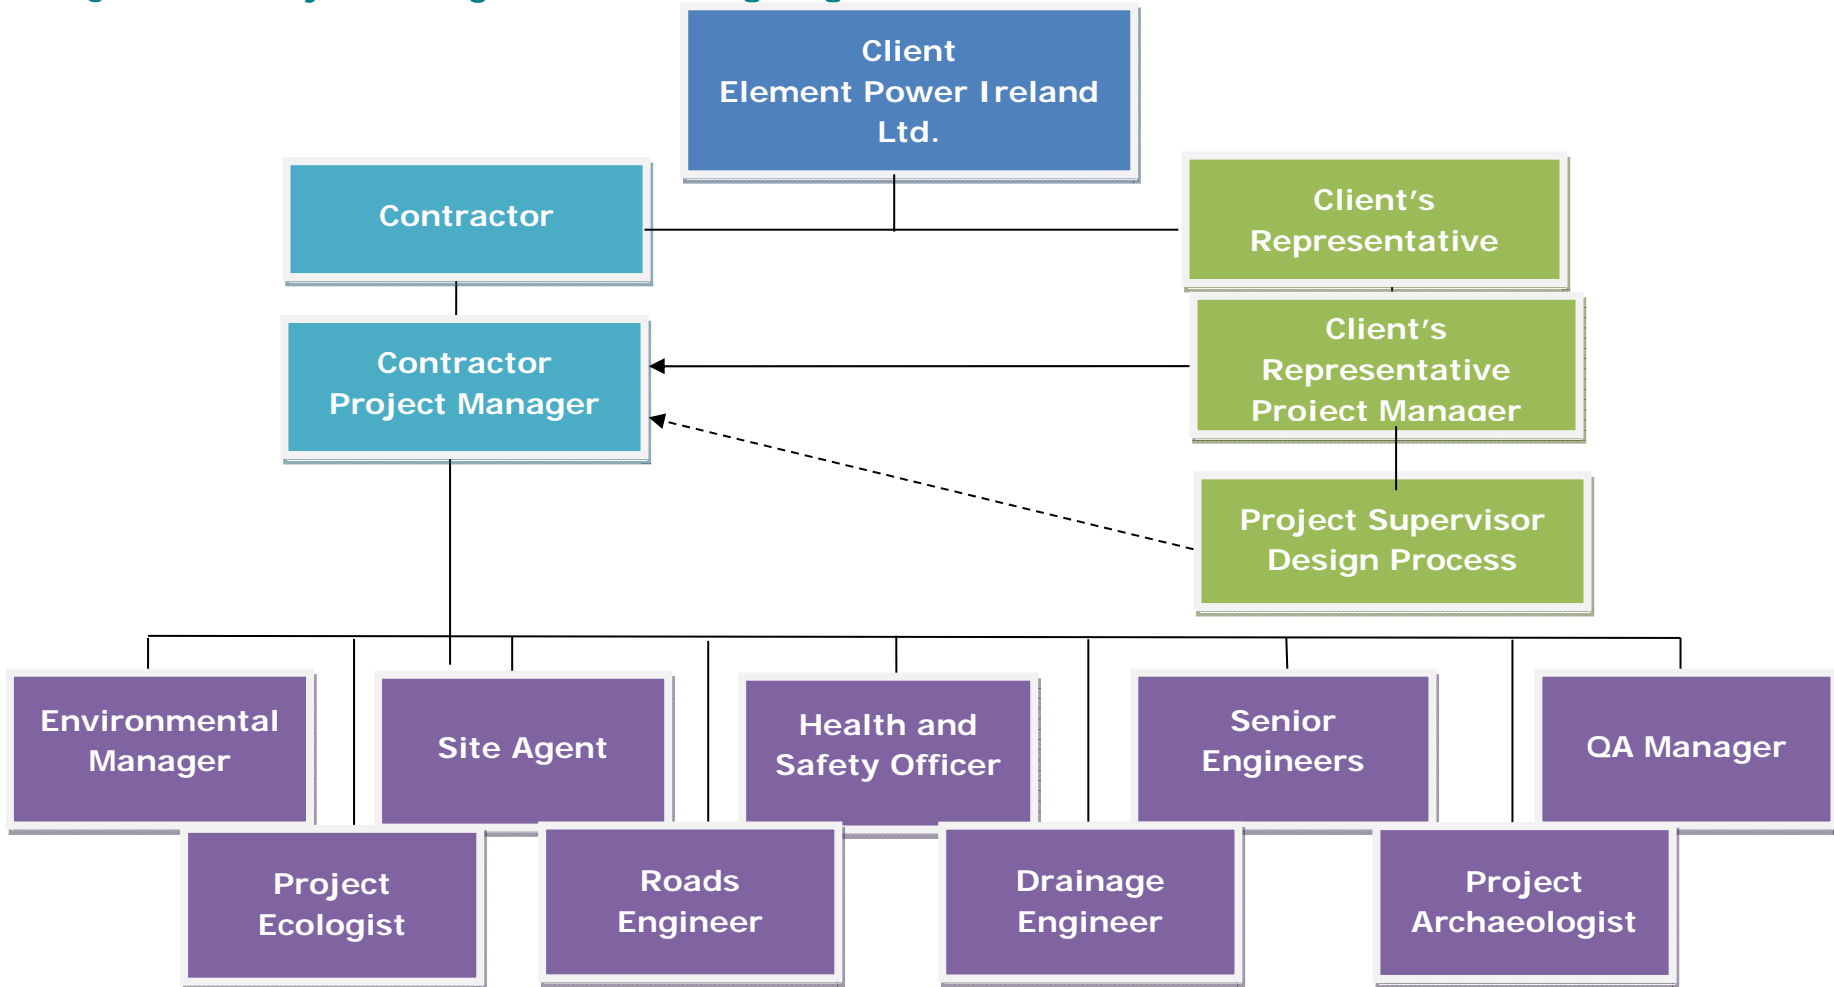 Client
Element Power Ireland
Ltd.
Contractor
Client's
Representative
Contractor
Project Manager
Client's
Representative
Project Manager
Project Supervisor
Design Process
Environmental
Manager
Site Agent
Health and
Safety Officer
Senior
Engineers
QA Manager
Project
Ecologist
Roads
Engineer
Drainage
Engineer
Project
Archaeologist